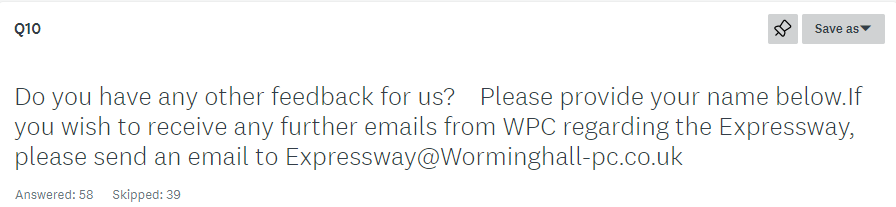 Q10
Save as
Do you have any other feedback for us? Please provide your name below.If
you wish to receive any further emails from WPC regarding the Expressway,
please send an email to Expressway@Worminghall-pc.co.uk
Answered: 58 Skipped: 39